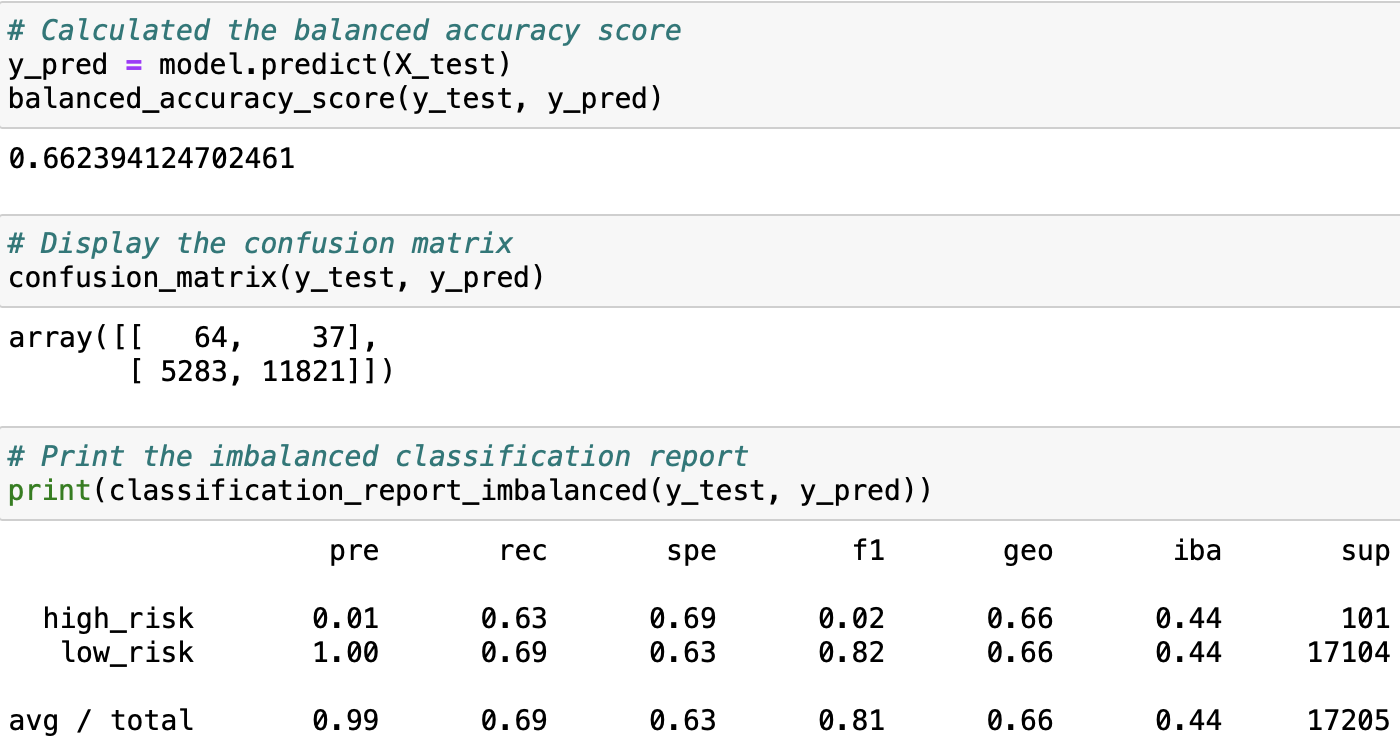 # Calculated the balanced accuracy score
y_pred = model.predict(X_test)
balanced_accuracy_score(y_test, y_pred)
0.662394124702461
# Display the confusion matrix
confusion_matrix(y_test, y_pred)
array([[   64,    37],
       [ 5283, 11821]])
# Print the imbalanced classification report
print(classification_report_imbalanced(y_test, y_pred))
pre rec spe f1 geo iba sup
high_risk 0.01 0.63 0.69 0.02 0.66 0.44 101
low_risk 1.00 0.69 0.63 0.82 0.66 0.44 17104
avg / total 0.99 0.69 0.63 0.81 0.66 0.44 17205